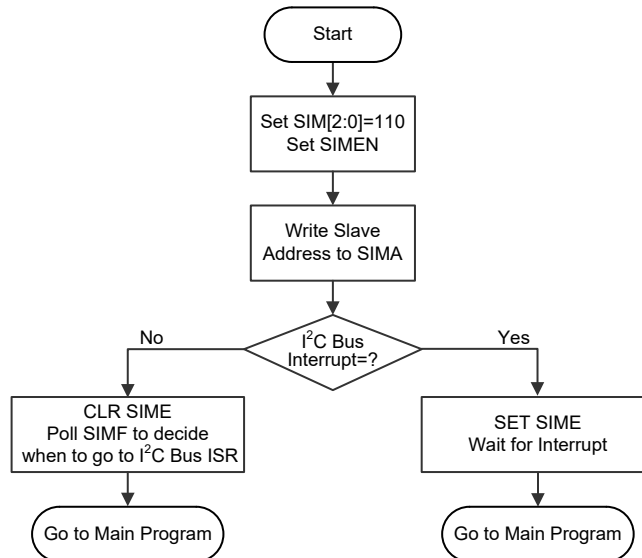 Start
Set SIM[2:0]=110
Set SIMEN
Write Slave
Address to SIMA
No
I²C Bus
Interrupt=?
Yes
CLR SIME
Poll SIMF to decide
when to go to I²C Bus ISR
SET SIME
Wait for Interrupt
Go to Main Program
Go to Main Program